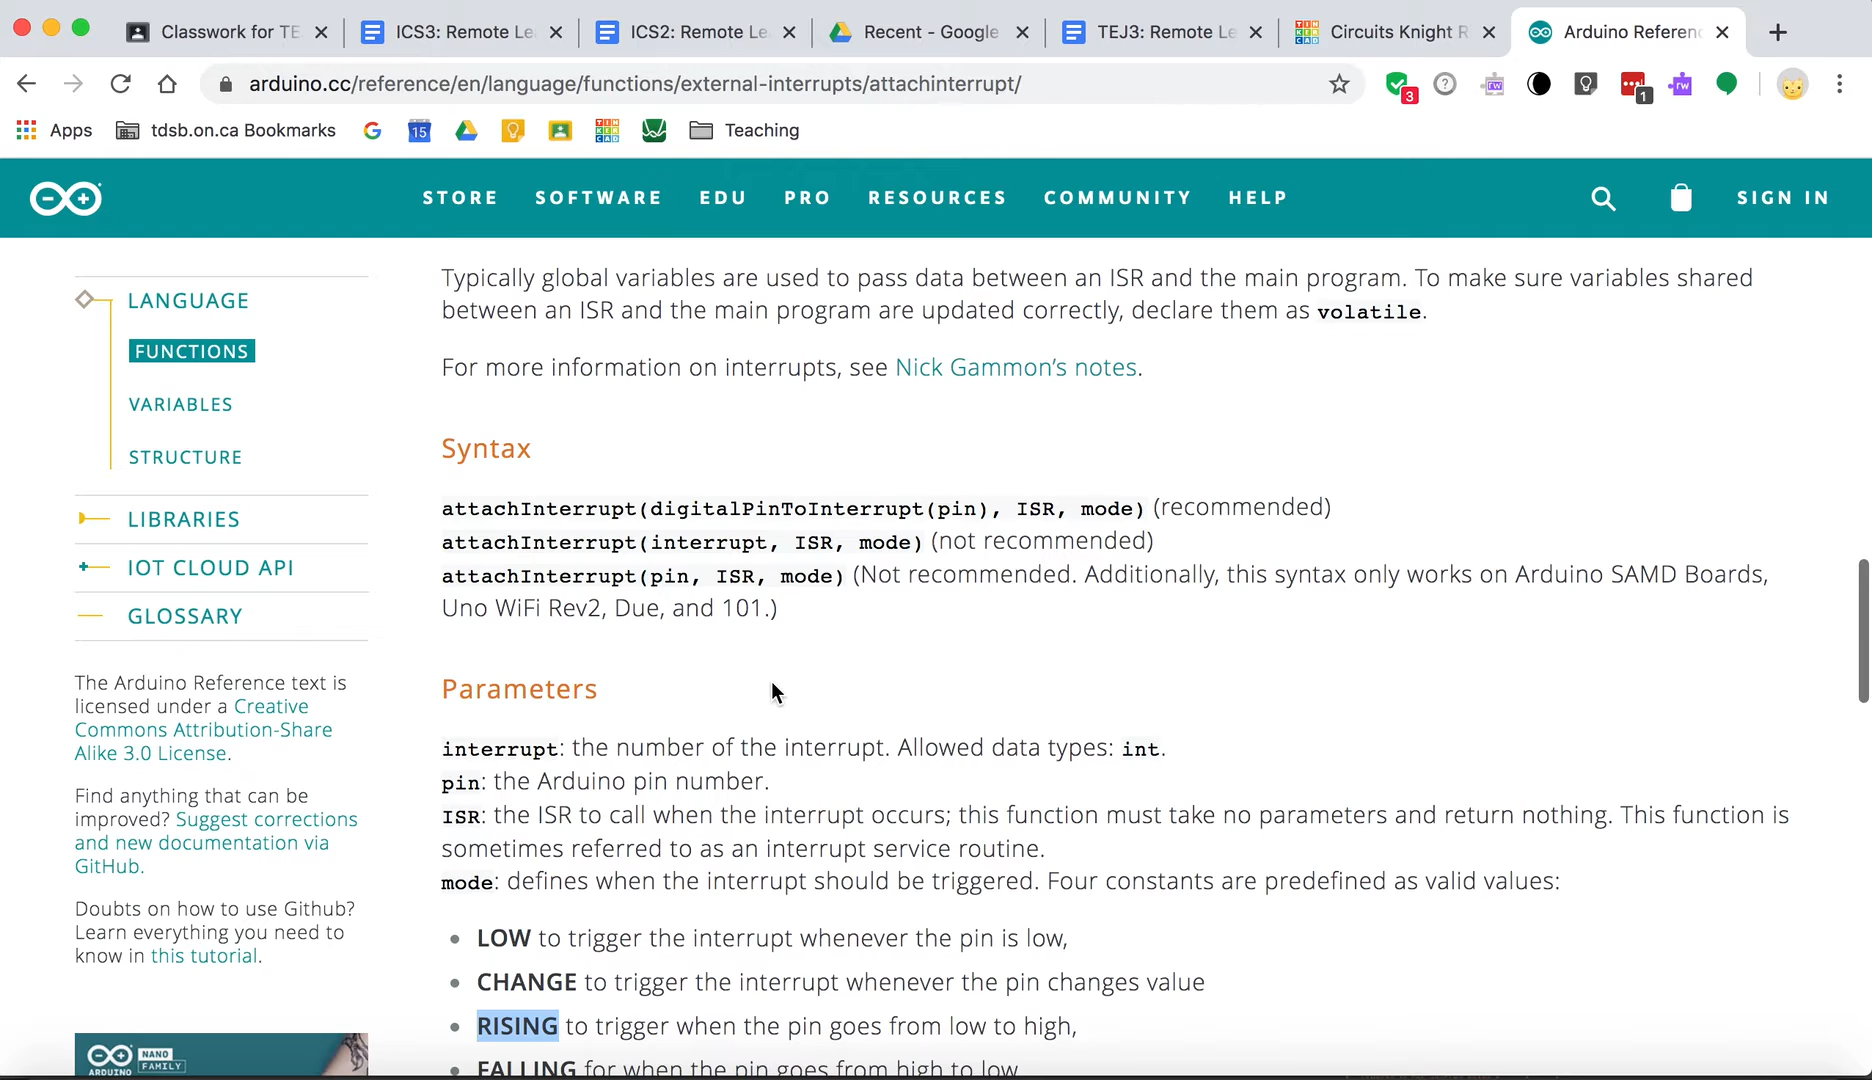 Classwork for TE
ICS3: Remote Le
ICS2: Remote Le
Recent - Google
TEJ3: Remote Le
Circuits Knight R
Arduino Referen
arduino.cc/reference/en/language/functions/external-interrupts/attachinterrupt/
3
1
Apps
tdsb.on.ca Bookmarks
15
Teaching
STORE
SOFTWARE
EDU
PRO
RESOURCES
COMMUNITY
HELP
SIGN IN
LANGUAGE
FUNCTIONS
VARIABLES
STRUCTURE
LIBRARIES
IOT CLOUD API
GLOSSARY
The Arduino Reference text is
licensed under a Creative
Commons Attribution-Share
Alike 3.0 License.
Find anything that can be
improved? Suggest corrections
and new documentation via
GitHub.
Doubts on how to use Github?
Learn everything you need to
know in this tutorial.
ARDUINO
NANO
FAMILY
Typically global variables are used to pass data between an ISR and the main program. To make sure variables shared
between an ISR and the main program are updated correctly, declare them as volatile.
For more information on interrupts, see Nick Gammon’s notes.
Syntax
attachInterrupt(digitalPinToInterrupt(pin), ISR, mode) (recommended)
attachInterrupt(interrupt, ISR, mode) (not recommended)
attachInterrupt(pin, ISR, mode) (Not recommended. Additionally, this syntax only works on Arduino SAMD Boards,
Uno WiFi Rev2, Due, and 101.)
Parameters
interrupt: the number of the interrupt. Allowed data types: int.
pin: the Arduino pin number.
ISR: the ISR to call when the interrupt occurs; this function must take no parameters and return nothing. This function is
sometimes referred to as an interrupt service routine.
mode: defines when the interrupt should be triggered. Four constants are predefined as valid values:
LOW to trigger the interrupt whenever the pin is low,
CHANGE to trigger the interrupt whenever the pin changes value
RISING to trigger when the pin goes from low to high,
FALLING for when the pin goes from high to low